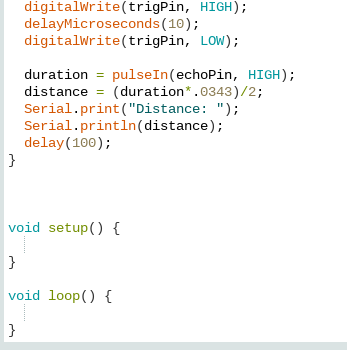 digitalWrite(trigPin, HIGH);
delayMicroseconds(10);
digitalWrite(trigPin, LOW);
duration = pulseIn(echoPin, HIGH);
distance = (duration*.0343)/2;
Serial.print("Distance: ");
Serial.println(distance);
delay(100);
}
void setup() {
}
void loop() {
}